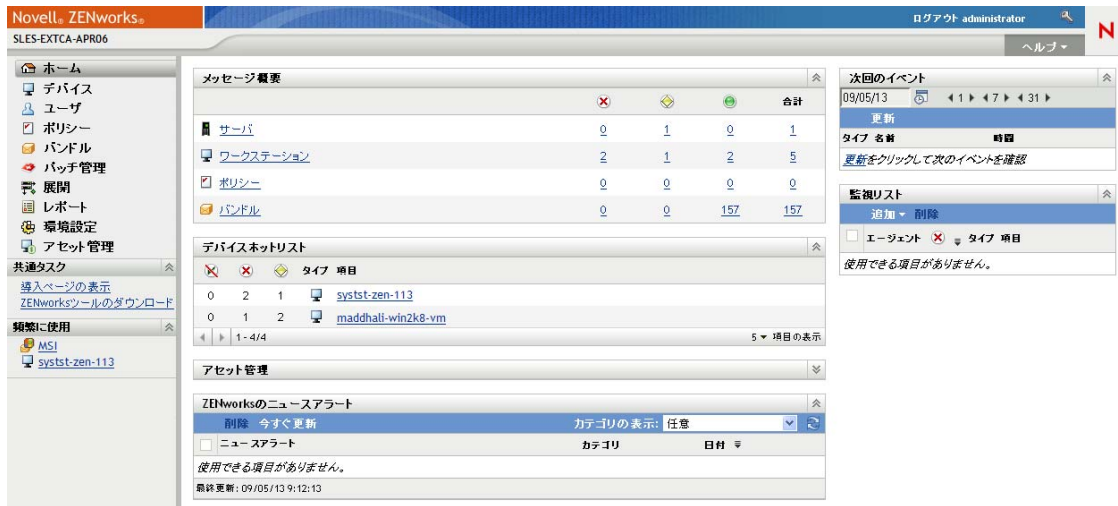 Novell® ZENworks®
ログアウト administrator
N
SLES-EXTCA-APR06
ヘルプ
ホーム
デバイス
ユーザ
ポリシー
バンドル
パッチ管理
展開
レポート
環境設定
アセット管理
共通タスク
導入ページの表示
ZENworksツールのダウンロード
頻繁に使用
MSI
systst-zen-113
メッセージ概要
合計
サーバ 0 1 0 1
ワークステーション 2 1 2 5
ポリシー 0 0 0 0
バンドル 0 0 157 157
デバイスホットリスト
タイプ 項目
0 2 1 systst-zen-113
0 1 2 maddhali-win2k8-vm
1 - 4/4 5 項目の表示
アセット管理
ZENworksのニュースアラート
削除 今すぐ更新 カテゴリの表示: 任意
ニュースアラート カテゴリ 日付
使用できる項目がありません。
最終更新: 09/05/13 9:12:13
次回のイベント
09/05/13 1 7 31
更新
タイプ 名前 時間
更新をクリックして次のイベントを確認
監視リスト
追加 削除
エージェント タイプ 項目
使用できる項目がありません。